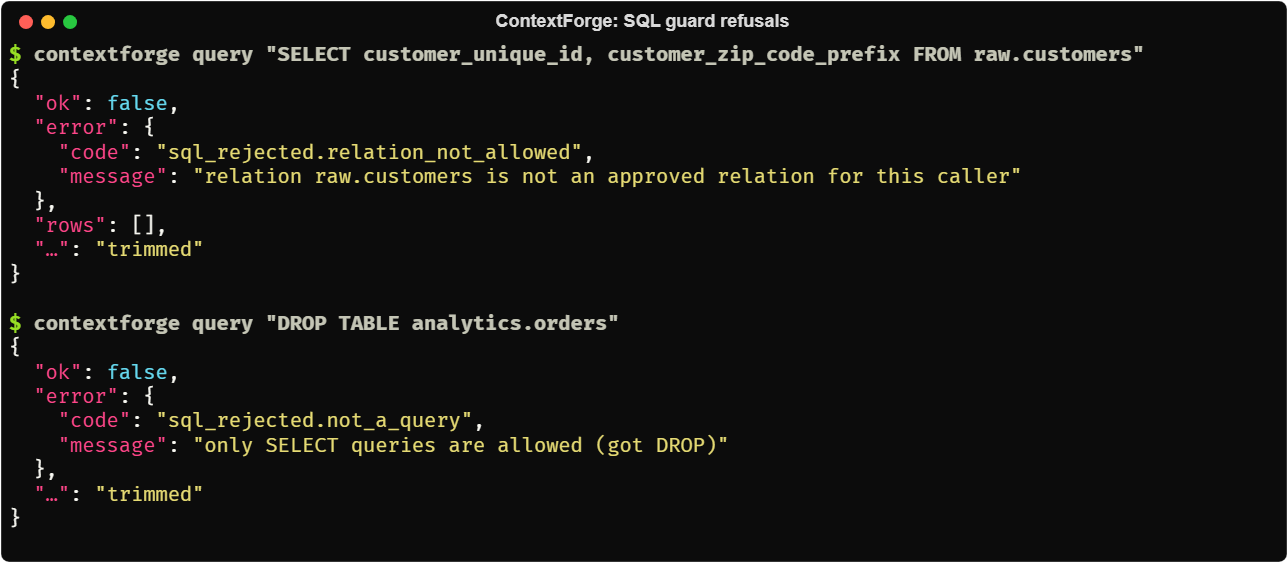 ContextForge: SQL guard refusals
$ contextforge query "SELECT customer_unique_id, customer_zip_code_prefix FROM raw.customers"
{
  "ok": false,
  "error": {
    "code": "sql_rejected.relation_not_allowed",
    "message": "relation raw.customers is not an approved relation for this caller"
  },
  "rows": [],
  "…": "trimmed"
}
$ contextforge query "DROP TABLE analytics.orders"
{
  "ok": false,
  "error": {
    "code": "sql_rejected.not_a_query",
    "message": "only SELECT queries are allowed (got DROP)"
  },
  "…": "trimmed"
}